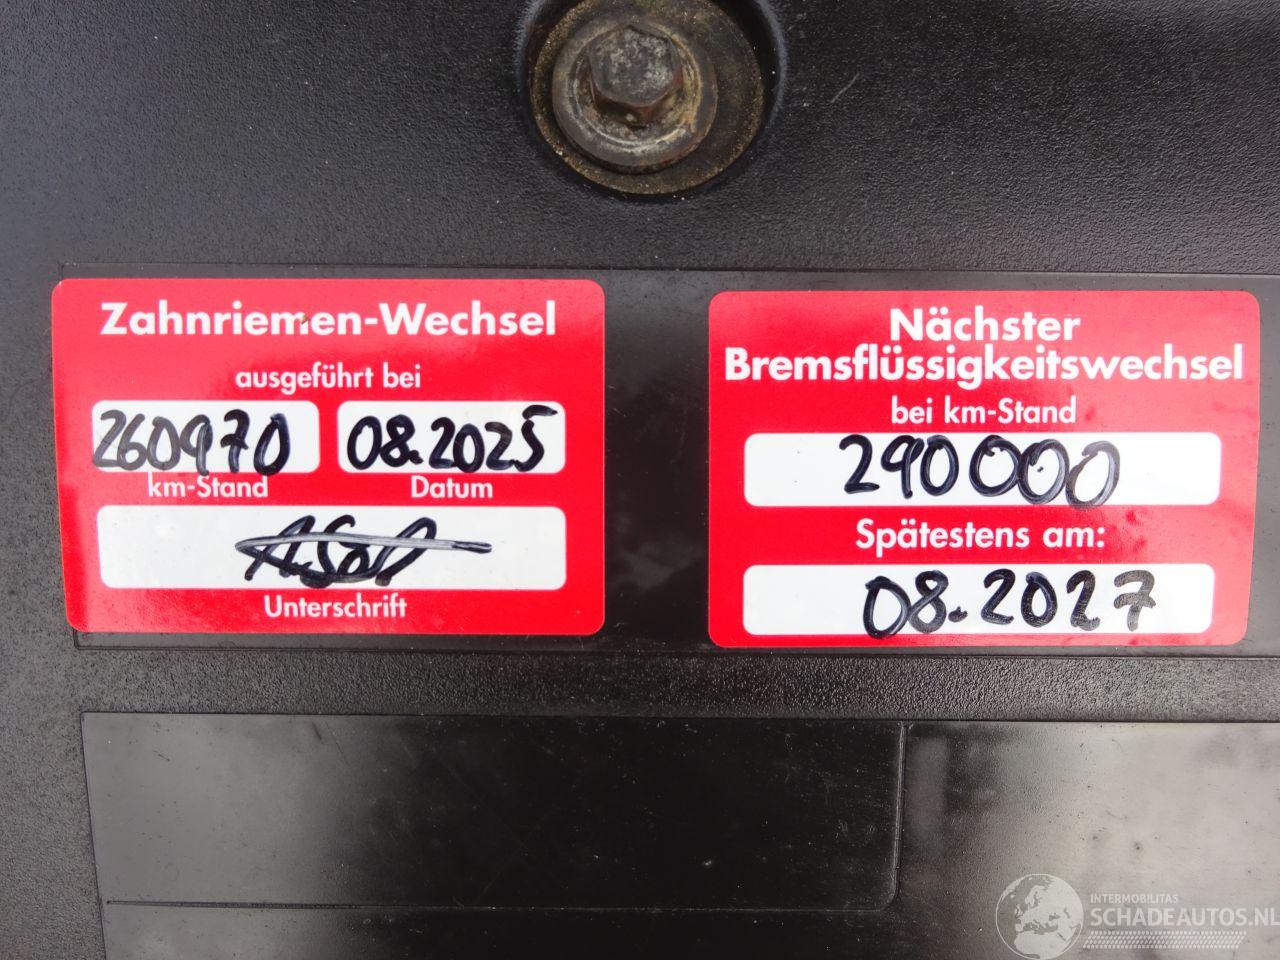 Zahnriemen-Wechsel
ausgeführt bei
260970 08.2025
km-Stand Datum
Unterschrift
Nächster
Bremsflüssigkeitswechsel
bei km-Stand
290000
Spätestens am:
08.2027
INTERMOBILITAS
SCHADEAUTOS.NL